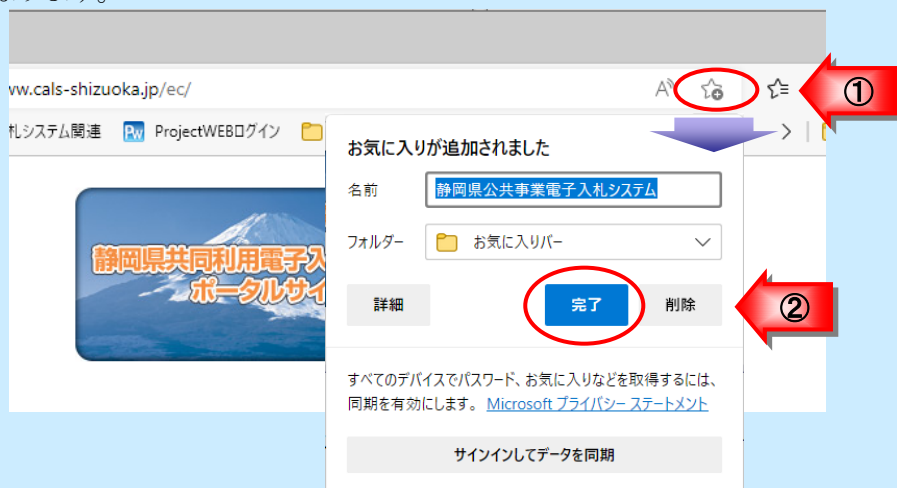 ww.cals-shizuoka.jp/ec/
①
札システム関連 ProjectWEBログイン
お気に入りが追加されました
名前 静岡県公共事業電子入札システム
フォルダー お気に入りバー
静岡県共同利用電子入
ポータルサイ
詳細 完了 削除
②
すべてのデバイスでパスワード、お気に入りなどを取得するには、
同期を有効にします。 Microsoft プライバシー ステートメント
サインインしてデータを同期